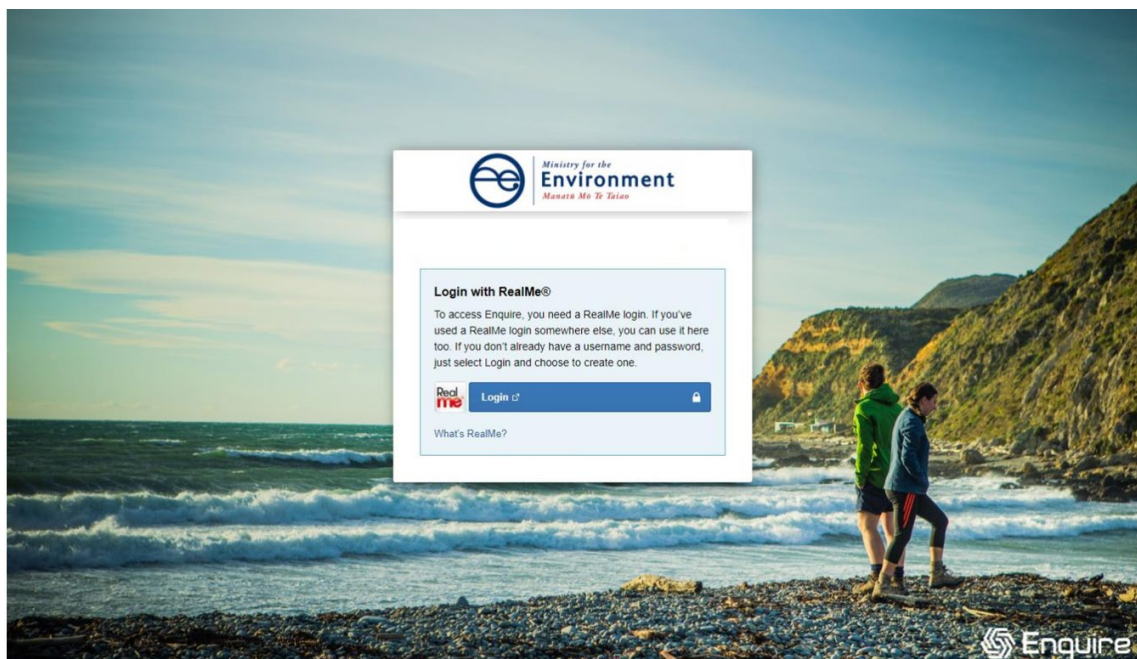 Ministry for the
Environment
Manatū Mō Te Taiao
Login with RealMe®
To access Enquire, you need a RealMe login. If you've
used a RealMe login somewhere else, you can use it here
too. If you don't already have a username and password,
just select Login and choose to create one.
Real
me
Login
What's RealMe?
Enquire